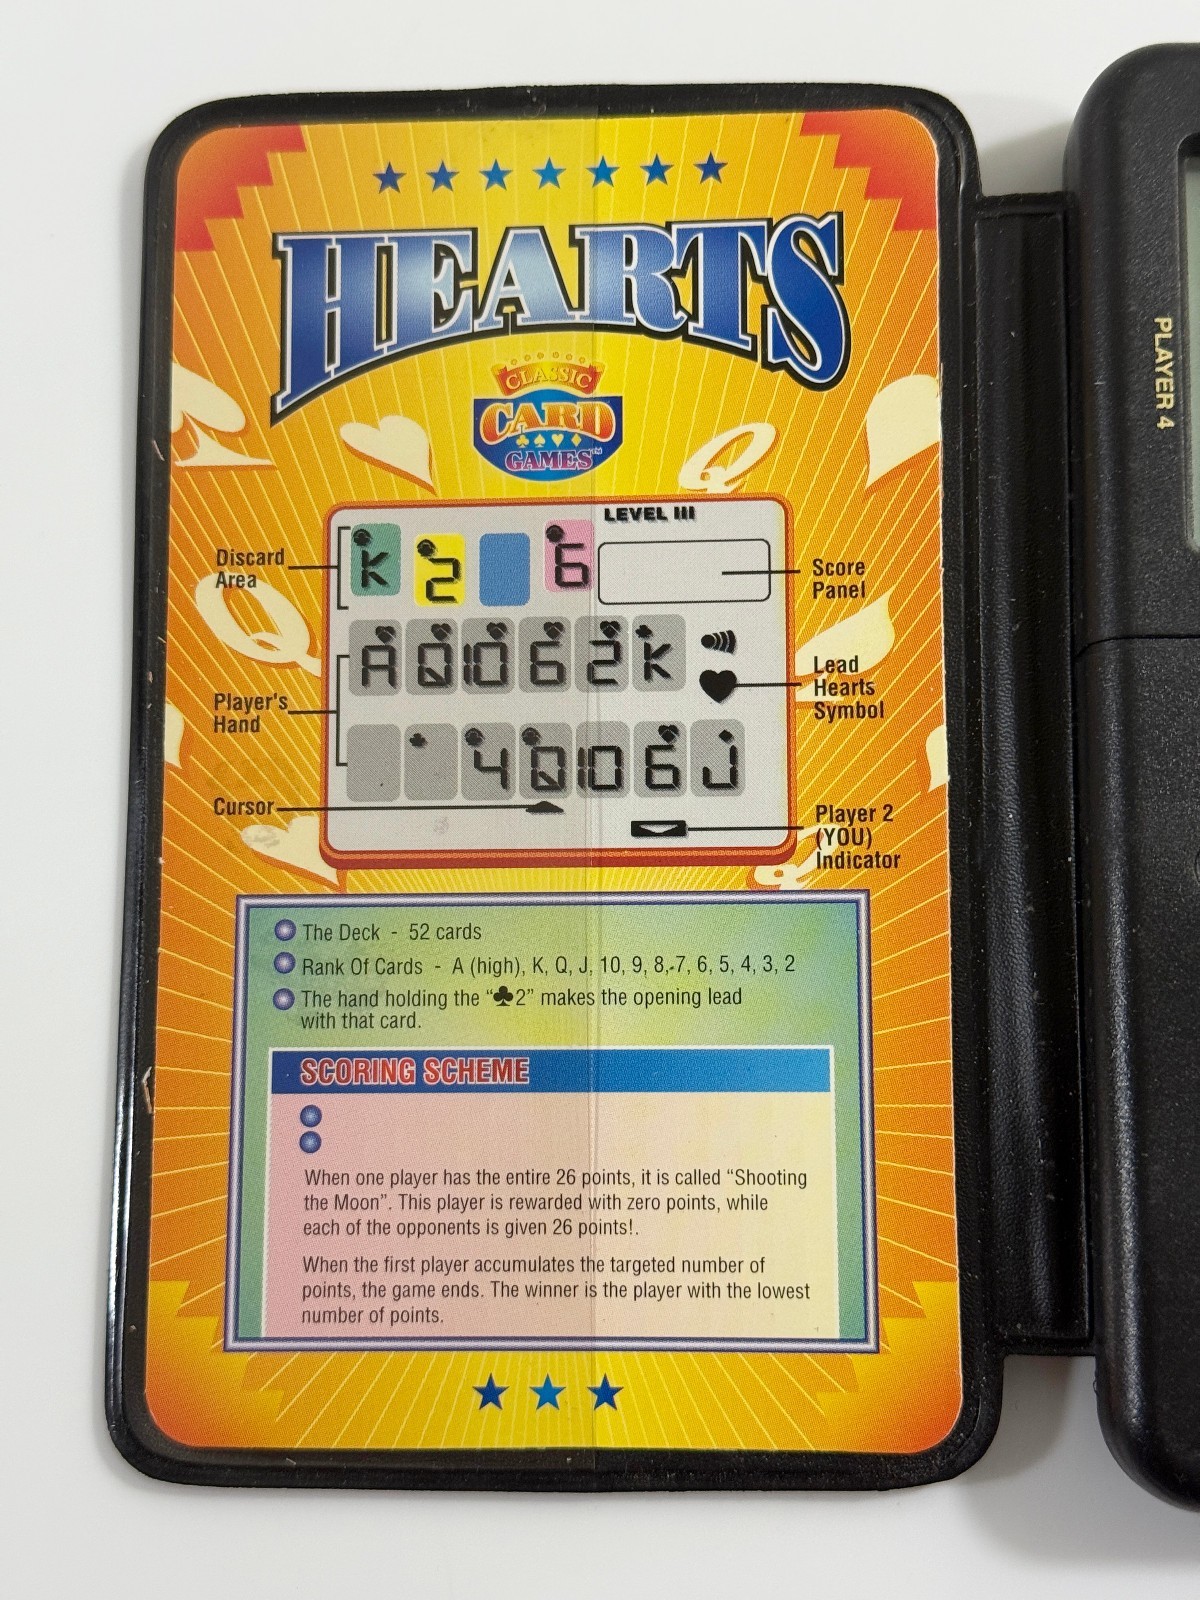 HEARTS
CLASSIC
CARD
GAMES™
LEVEL III
Discard
Area
K 2 6
Score
Panel
A Q 10 6 2 K
Lead
Hearts
Symbol
Player's
Hand
4 Q 10 6 J
Cursor
Player 2
(YOU)
Indicator
The Deck - 52 cards
Rank Of Cards - A (high), K, Q, J, 10, 9, 8, 7, 6, 5, 4, 3, 2
The hand holding the “♣2” makes the opening lead
with that card.
SCORING SCHEME
When one player has the entire 26 points, it is called “Shooting
the Moon”. This player is rewarded with zero points, while
each of the opponents is given 26 points!.
When the first player accumulates the targeted number of
points, the game ends. The winner is the player with the lowest
number of points.
PLAYER 4